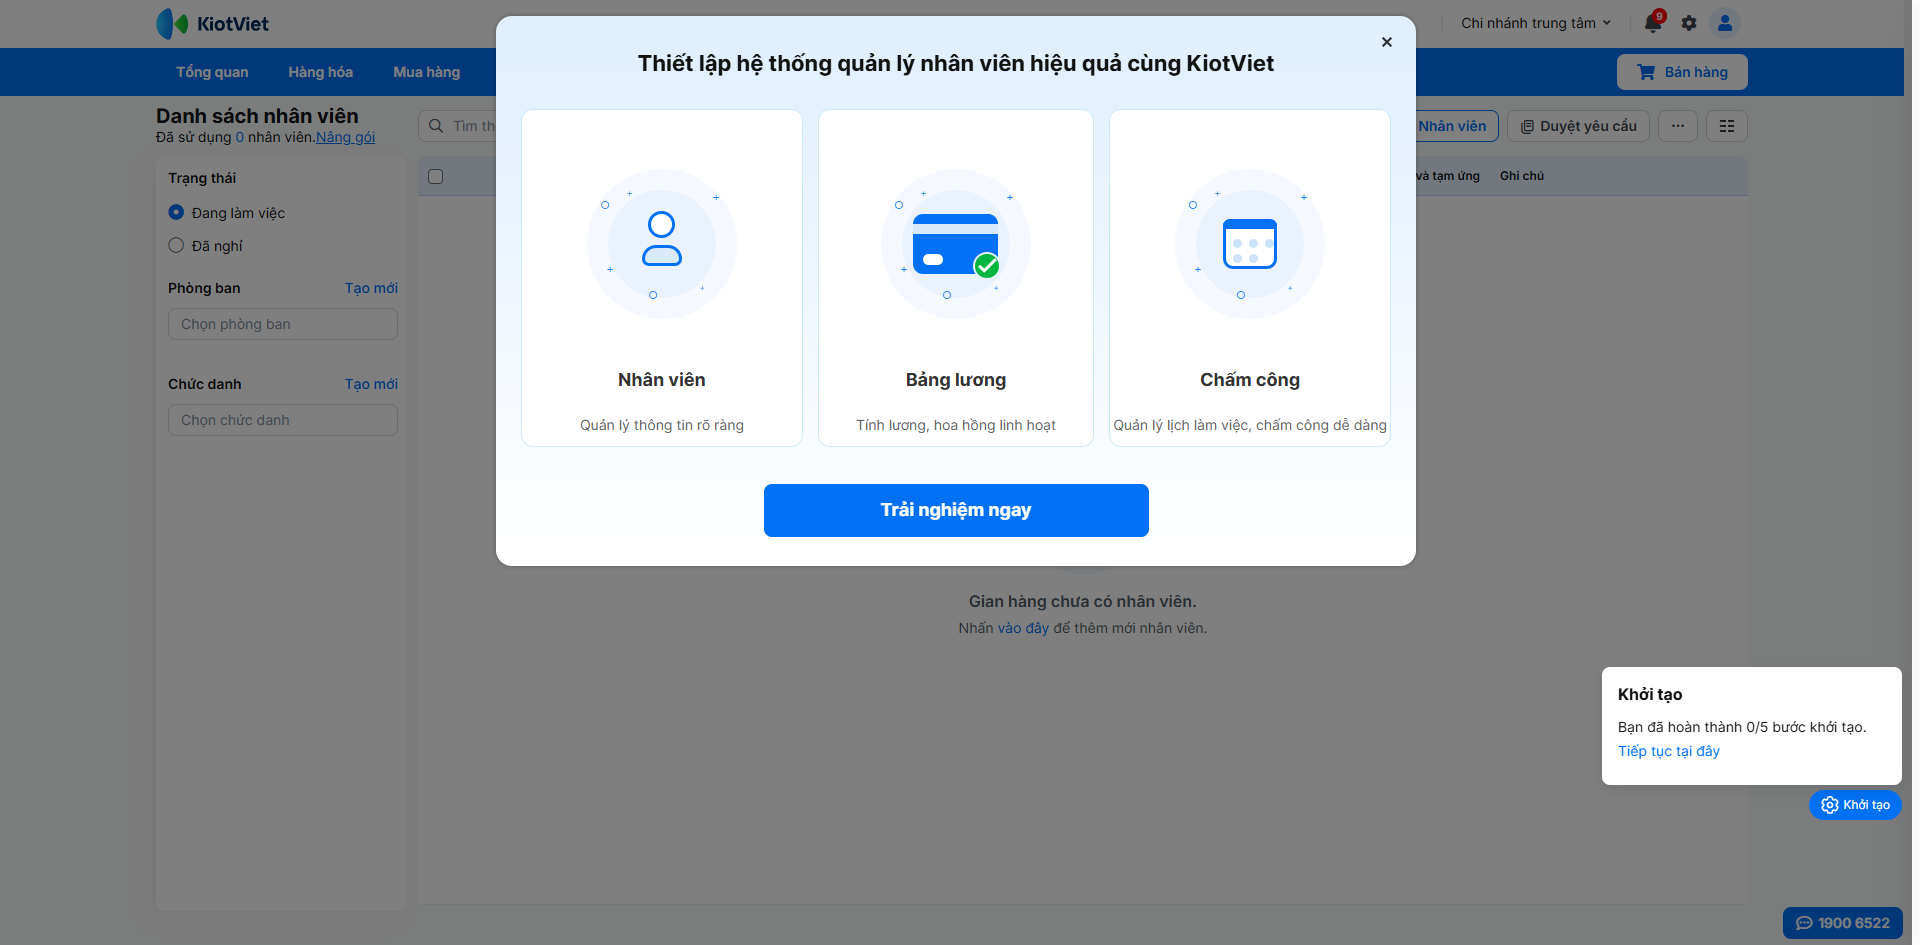 KiotViet
Chi nhánh trung tâm
9
Tổng quan
Hàng hóa
Mua hàng
Bán hàng
Thiết lập hệ thống quản lý nhân viên hiệu quả cùng KiotViet
Danh sách nhân viên
Đã sử dụng 0 nhân viên.Nâng gói
Tìm th
Nhân viên
Duyệt yêu cầu
Trạng thái
Đang làm việc
Đã nghỉ
và tạm ứng
Ghi chú
Phòng ban
Tạo mới
Chọn phòng ban
Chức danh
Tạo mới
Chọn chức danh
Nhân viên
Quản lý thông tin rõ ràng
Bảng lương
Tính lương, hoa hồng linh hoạt
Chấm công
Quản lý lịch làm việc, chấm công dễ dàng
Trải nghiệm ngay
Gian hàng chưa có nhân viên.
Nhấn vào đây để thêm mới nhân viên.
Khởi tạo
Bạn đã hoàn thành 0/5 bước khởi tạo.
Tiếp tục tại đây
Khởi tạo
1900 6522